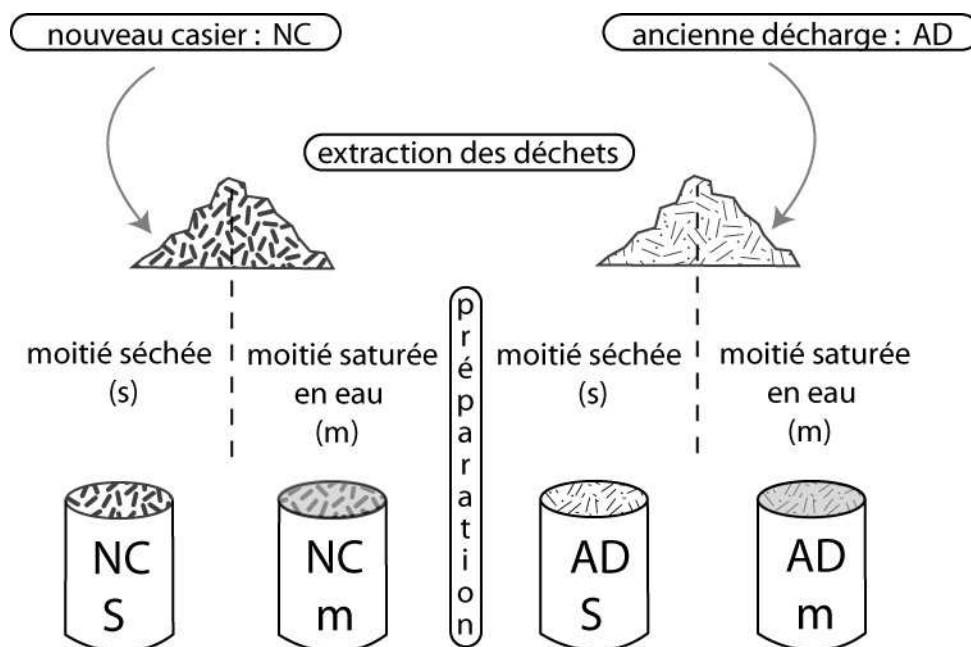 nouveau casier : NC
ancienne décharge : AD
extraction des déchets
préparation
moitié séchée
(s)
moitié saturée
en eau
(m)
moitié séchée
(s)
moitié saturée
en eau
(m)
NC
S
NC
m
AD
S
AD
m